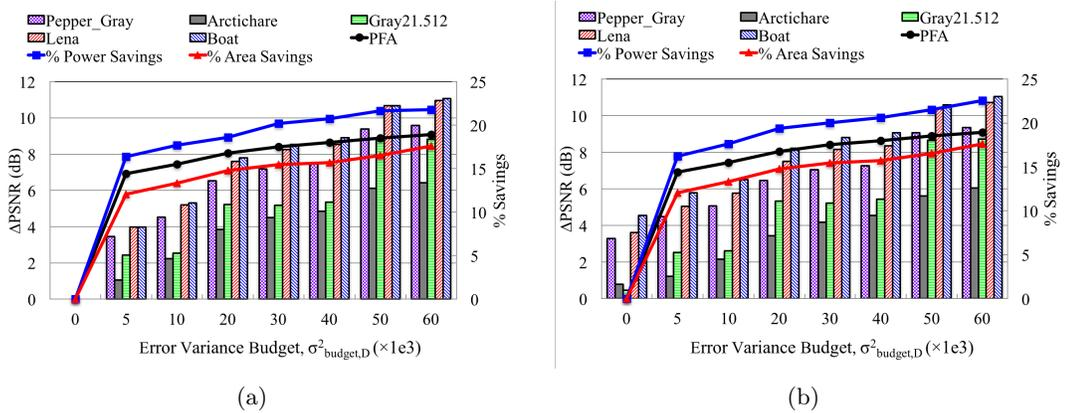 Pepper_Gray Arctichare Gray21.512
Lena Boat PFA
% Power Savings % Area Savings
12 25
10 20
8 15
6 10
4 5
2
0 0
ΔPSNR (dB)
% Savings
0 5 10 20 30 40 50 60
Error Variance Budget, σ²budget,D (×1e3)
(a)
Pepper_Gray Arctichare Gray21.512
Lena Boat PFA
% Power Savings % Area Savings
12 25
10 20
8 15
6 10
4 5
2
0 0
ΔPSNR (dB)
% Savings
0 5 10 20 30 40 50 60
Error Variance Budget, σ²budget,D (×1e3)
(b)